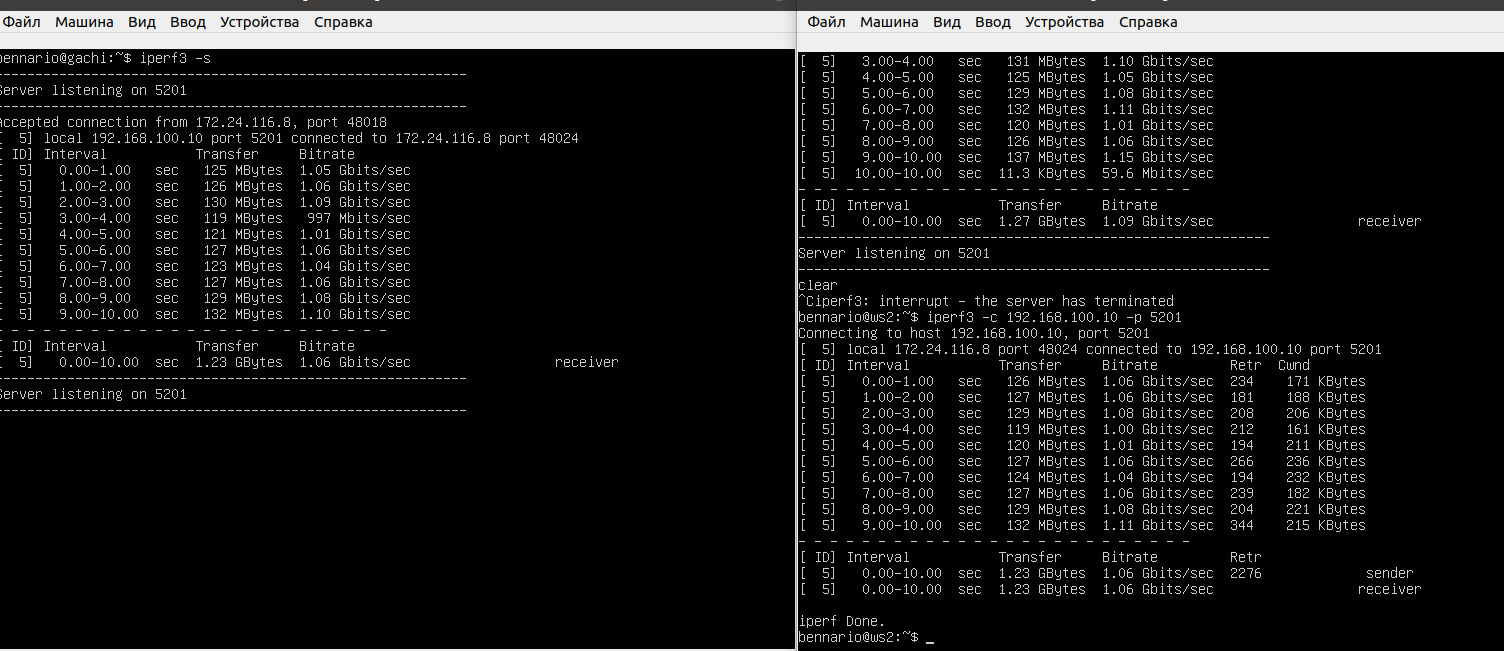 Файл Машина Вид Ввод Устройства Справка
bennario@gachi:~$ iperf3 -s
-----------------------------------------------------------
Server listening on 5201
-----------------------------------------------------------
Accepted connection from 172.24.116.8, port 48018
[  5] local 192.168.100.10 port 5201 connected to 172.24.116.8 port 48024
[ ID] Interval           Transfer     Bitrate
[  5]   0.00-1.00   sec   125 MBytes  1.05 Gbits/sec
[  5]   1.00-2.00   sec   126 MBytes  1.06 Gbits/sec
[  5]   2.00-3.00   sec   130 MBytes  1.09 Gbits/sec
[  5]   3.00-4.00   sec   119 MBytes   997 Mbits/sec
[  5]   4.00-5.00   sec   121 MBytes  1.01 Gbits/sec
[  5]   5.00-6.00   sec   127 MBytes  1.06 Gbits/sec
[  5]   6.00-7.00   sec   123 MBytes  1.04 Gbits/sec
[  5]   7.00-8.00   sec   127 MBytes  1.06 Gbits/sec
[  5]   8.00-9.00   sec   129 MBytes  1.08 Gbits/sec
[  5]   9.00-10.00  sec   132 MBytes  1.10 Gbits/sec
- - - - - - - - - - - - - - - - - - - - - - - - -
[ ID] Interval           Transfer     Bitrate
[  5]   0.00-10.00  sec  1.23 GBytes  1.06 Gbits/sec                  receiver
-----------------------------------------------------------
Server listening on 5201
-----------------------------------------------------------
Файл Машина Вид Ввод Устройства Справка
[  5]   3.00-4.00   sec   131 MBytes  1.10 Gbits/sec
[  5]   4.00-5.00   sec   125 MBytes  1.05 Gbits/sec
[  5]   5.00-6.00   sec   129 MBytes  1.08 Gbits/sec
[  5]   6.00-7.00   sec   132 MBytes  1.11 Gbits/sec
[  5]   7.00-8.00   sec   120 MBytes  1.01 Gbits/sec
[  5]   8.00-9.00   sec   126 MBytes  1.06 Gbits/sec
[  5]   9.00-10.00  sec   137 MBytes  1.15 Gbits/sec
[  5]  10.00-10.00  sec  11.3 KBytes  59.6 Mbits/sec
- - - - - - - - - - - - - - - - - - - - - - - - -
[ ID] Interval           Transfer     Bitrate
[  5]   0.00-10.00  sec  1.27 GBytes  1.09 Gbits/sec                  receiver
-----------------------------------------------------------
Server listening on 5201
-----------------------------------------------------------
clear
^Ciperf3: interrupt - the server has terminated
bennario@ws2:~$ iperf3 -c 192.168.100.10 -p 5201
Connecting to host 192.168.100.10, port 5201
[  5] local 172.24.116.8 port 48024 connected to 192.168.100.10 port 5201
[ ID] Interval           Transfer     Bitrate         Retr  Cwnd
[  5]   0.00-1.00   sec   126 MBytes  1.06 Gbits/sec  234    171 KBytes
[  5]   1.00-2.00   sec   127 MBytes  1.06 Gbits/sec  181    188 KBytes
[  5]   2.00-3.00   sec   129 MBytes  1.08 Gbits/sec  208    206 KBytes
[  5]   3.00-4.00   sec   119 MBytes  1.00 Gbits/sec  212    161 KBytes
[  5]   4.00-5.00   sec   120 MBytes  1.01 Gbits/sec  194    211 KBytes
[  5]   5.00-6.00   sec   127 MBytes  1.06 Gbits/sec  266    236 KBytes
[  5]   6.00-7.00   sec   124 MBytes  1.04 Gbits/sec  194    232 KBytes
[  5]   7.00-8.00   sec   127 MBytes  1.06 Gbits/sec  239    182 KBytes
[  5]   8.00-9.00   sec   129 MBytes  1.08 Gbits/sec  204    221 KBytes
[  5]   9.00-10.00  sec   132 MBytes  1.11 Gbits/sec  344    215 KBytes
- - - - - - - - - - - - - - - - - - - - - - - - -
[ ID] Interval           Transfer     Bitrate         Retr
[  5]   0.00-10.00  sec  1.23 GBytes  1.06 Gbits/sec  2276             sender
[  5]   0.00-10.00  sec  1.23 GBytes  1.06 Gbits/sec                  receiver
iperf Done.
bennario@ws2:~$ _